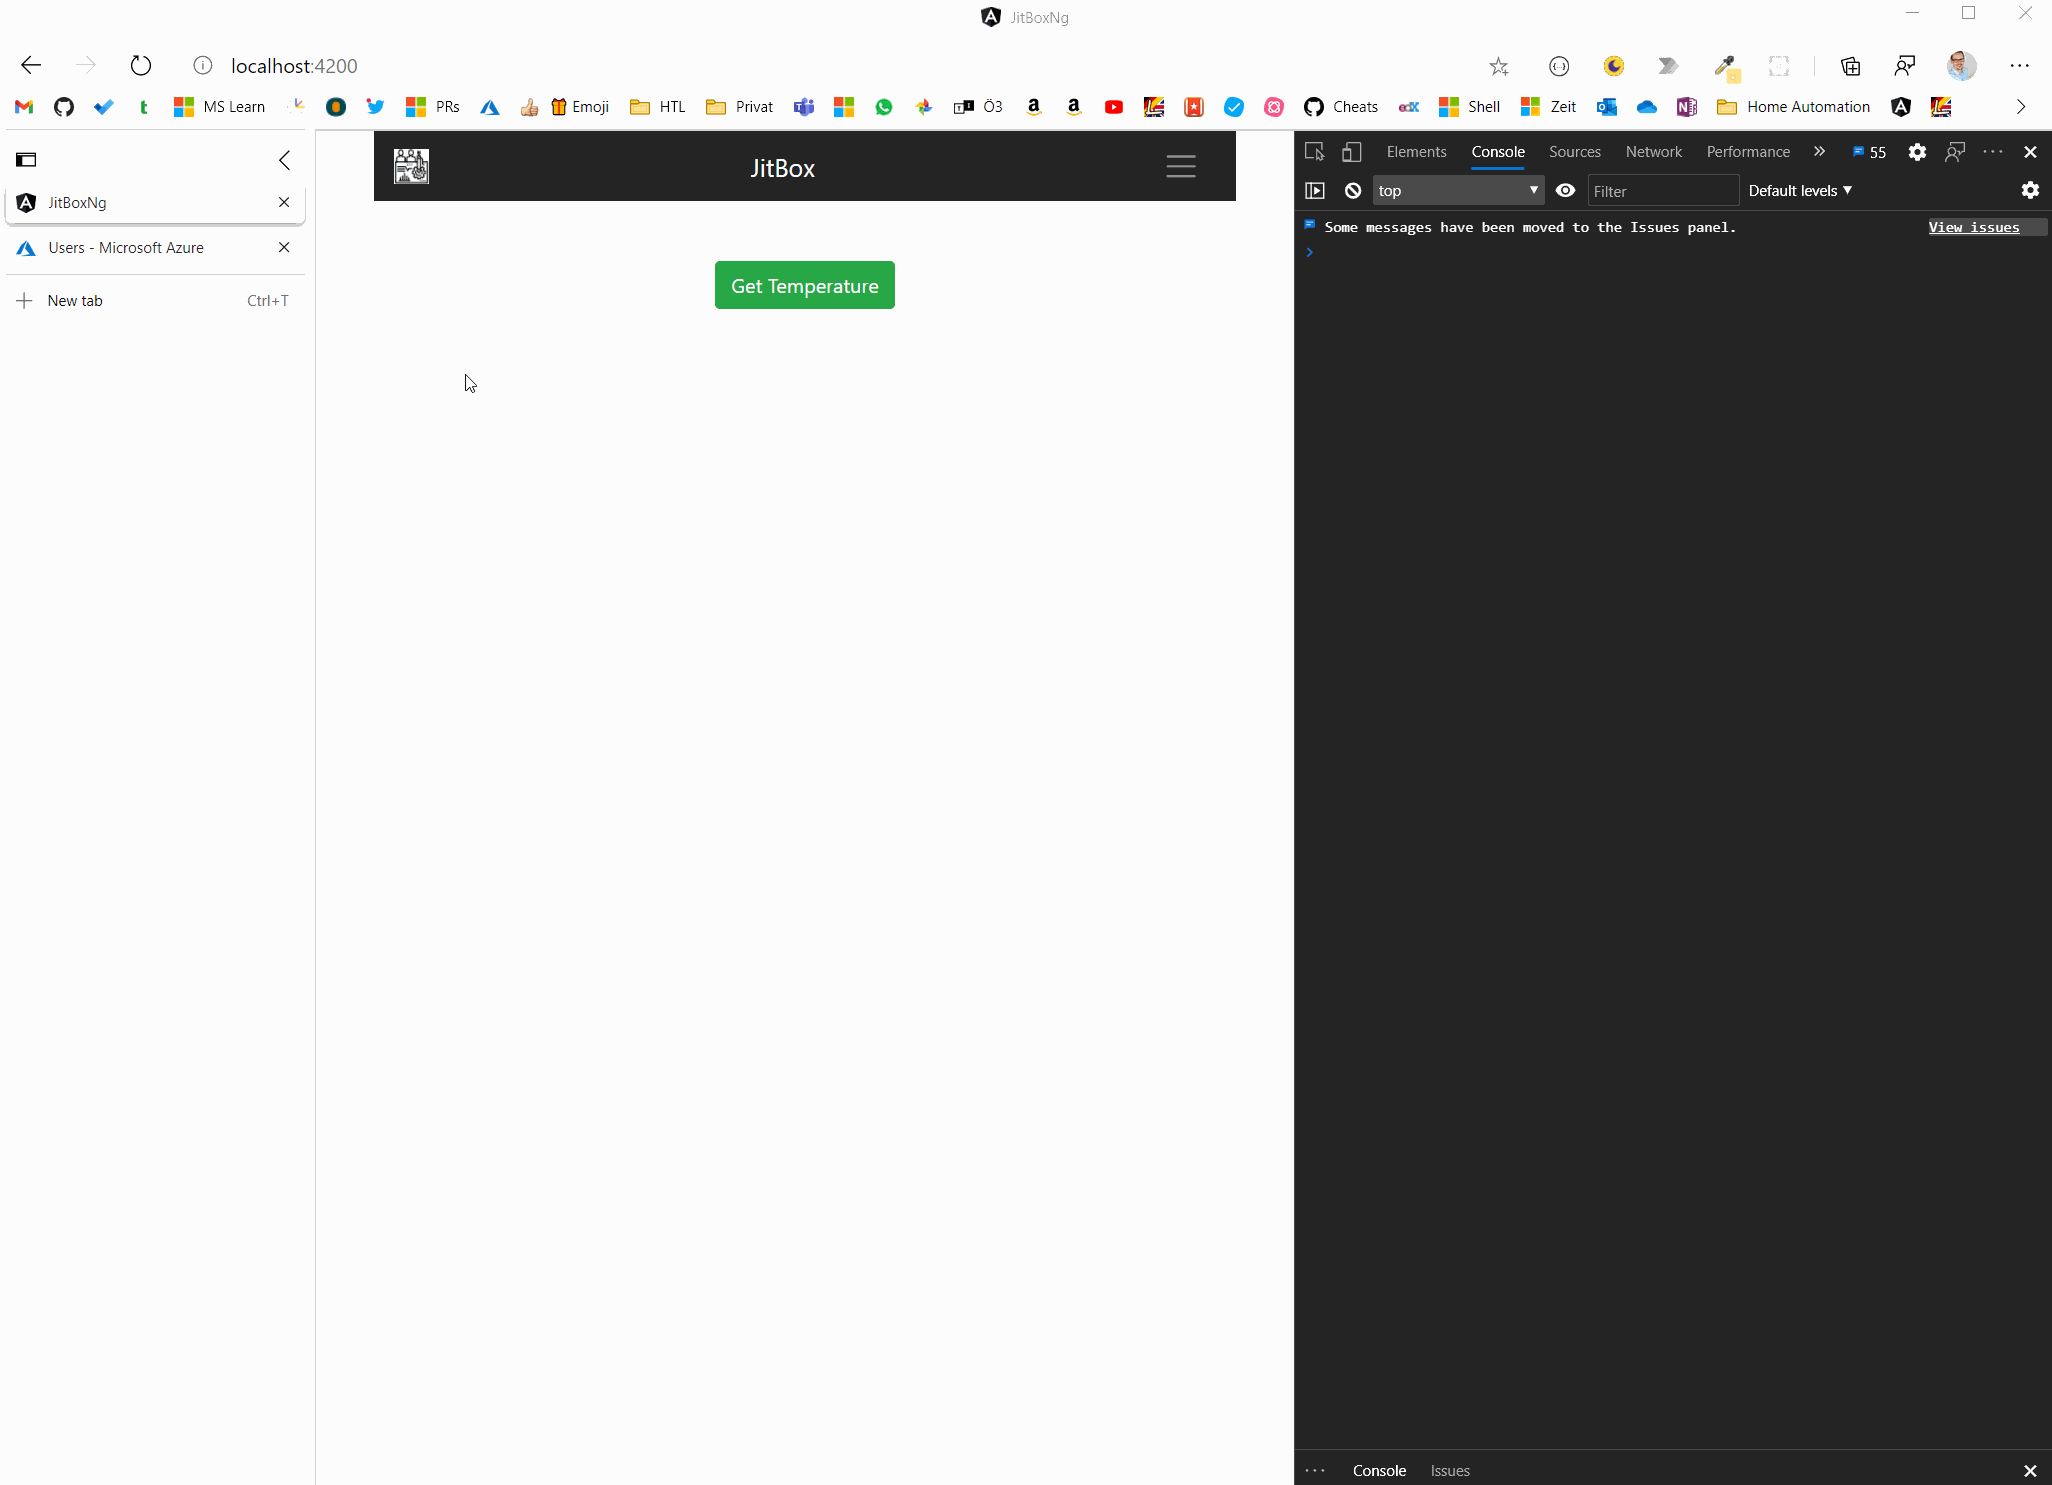 JitBoxNg
localhost:4200
MS Learn
PRs
Emoji
HTL
Privat
Ö3
Cheats
edX
Shell
Zeit
Home Automation
JitBoxNg
Users - Microsoft Azure
New tab Ctrl+T
JitBox
Get Temperature
Elements Console Sources Network Performance 55
top Filter Default levels
Some messages have been moved to the Issues panel. View issues
Console Issues